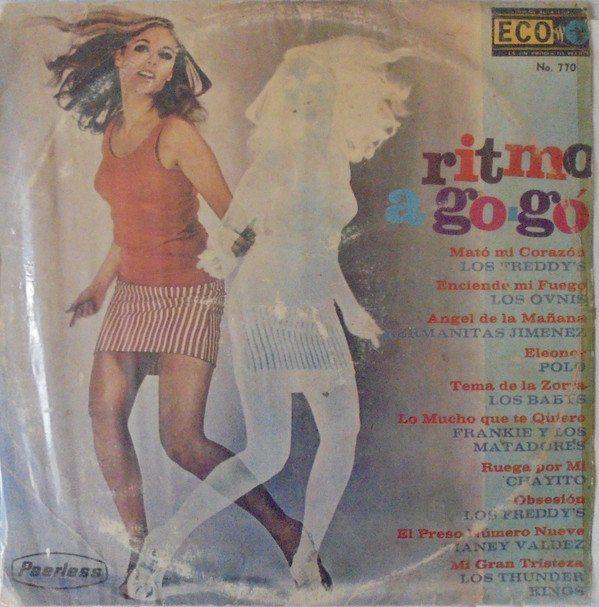 ECO
No. 770
ritmo
a go-gó
Mató mi Corazón
LOS FREDDY'S
Enciende mi Fuego
LOS OVNIS
Angel de la Mañana
HERMANITAS JIMENEZ
Eleonor
POLO
Tema de la Zorra
LOS BABYS
Lo Mucho que te Quiero
FRANKIE Y LOS
MATADORES
Ruega por Mi
CHAYITO
Obsesión
LOS FREDDY'S
El Preso Número Nueve
VIANEY VALDEZ
Mi Gran Tristeza
LOS THUNDER
KINGS
Peerless